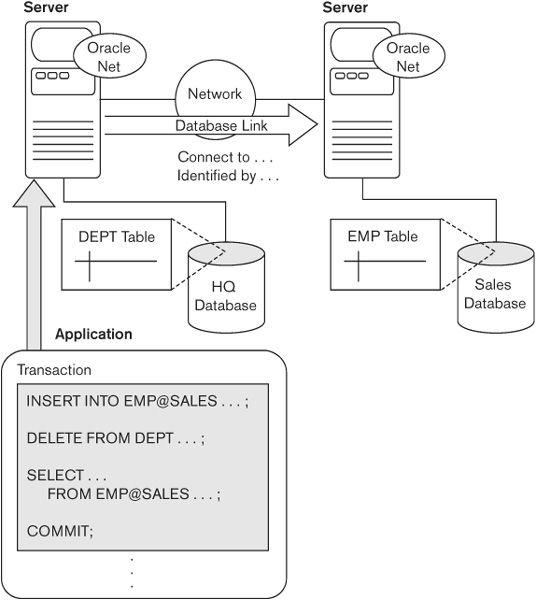 Server
Server
Oracle
Net
Oracle
Net
Network
Database Link
Connect to . . .
Identified by . . .
DEPT Table
HQ
Database
EMP Table
Sales
Database
Application
Transaction
INSERT INTO EMP@SALES . . . ;
DELETE FROM DEPT . . . ;
SELECT . . .
FROM EMP@SALES . . . ;
COMMIT;
.
.
.